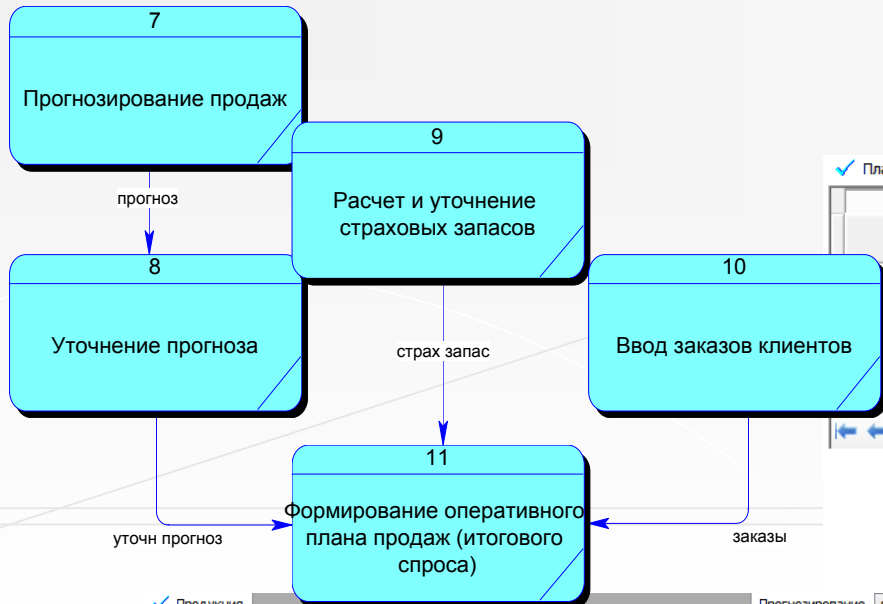 7
Прогнозирование продаж
прогноз
9
Расчет и уточнение
страховых запасов
8
Уточнение прогноза
страх запас
10
Ввод заказов клиентов
уточн прогноз
11
Формирование оперативного
плана продаж (итогового
спроса)
заказы
Продукция
Прогнозирование